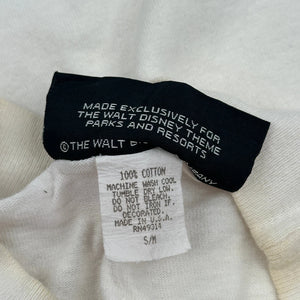 MADE EXCLUSIVELY FOR
THE WALT DISNEY THEME
PARKS AND RESORTS
©THE WALT
100% COTTON
MACHINE WASH COOL
TUMBLE DRY LOW.
DO NOT BLEACH.
DO NOT IRON IF
DECORATED.
MADE IN U.S.A.
RN49314
S/M